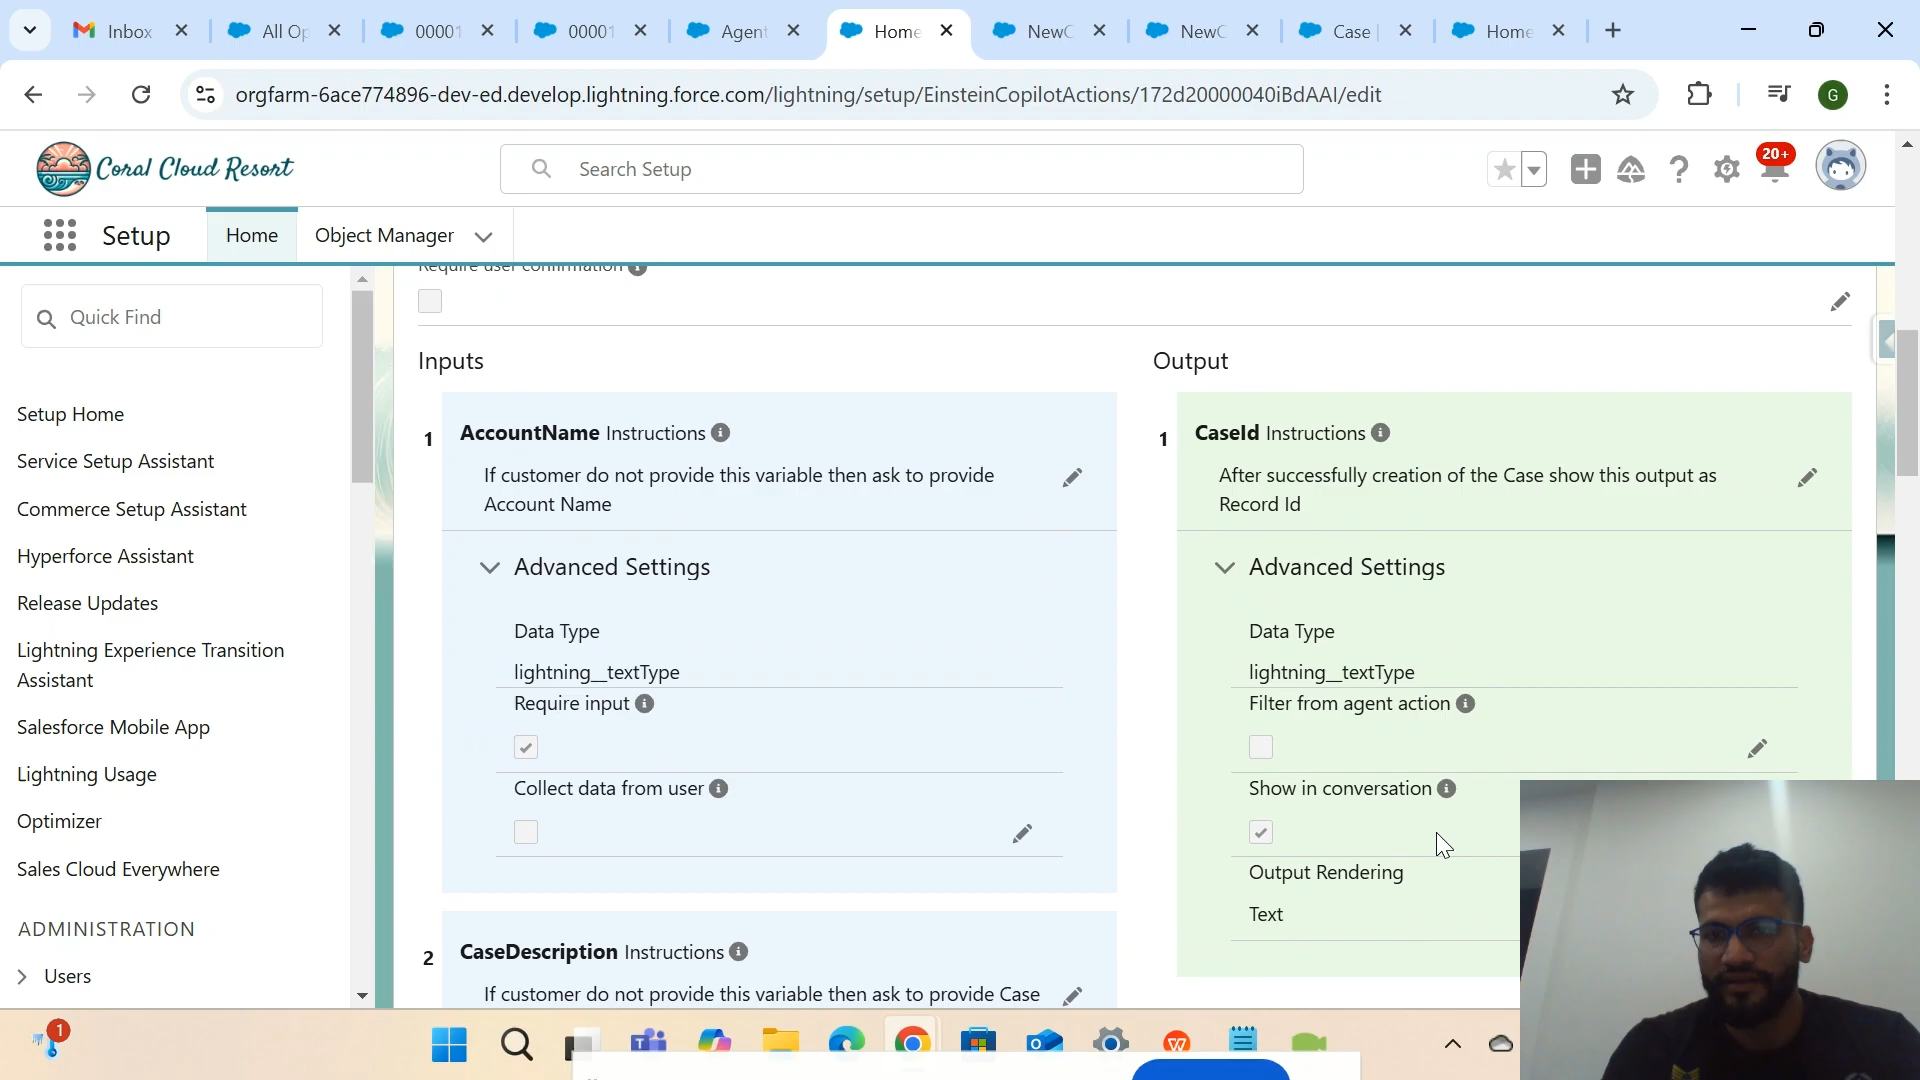 Inbox
All Op
00001
00001
Agent
Home
NewC
NewC
Case |
Home
orgfarm-6ace774896-dev-ed.develop.lightning.force.com/lightning/setup/EinsteinCopilotActions/172d20000040iBdAAI/edit
G
Coral Cloud Resort
Search Setup
20+
Setup
Home
Object Manager
Require user confirmation
Quick Find
Setup Home
Service Setup Assistant
Commerce Setup Assistant
Hyperforce Assistant
Release Updates
Lightning Experience Transition
Assistant
Salesforce Mobile App
Lightning Usage
Optimizer
Sales Cloud Everywhere
ADMINISTRATION
Users
Inputs
1
AccountName Instructions
If customer do not provide this variable then ask to provide
Account Name
Advanced Settings
Data Type
lightning__textType
Require input
Collect data from user
2
CaseDescription Instructions
If customer do not provide this variable then ask to provide Case
Output
1
CaseId Instructions
After successfully creation of the Case show this output as
Record Id
Advanced Settings
Data Type
lightning__textType
Filter from agent action
Show in conversation
Output Rendering
Text
1